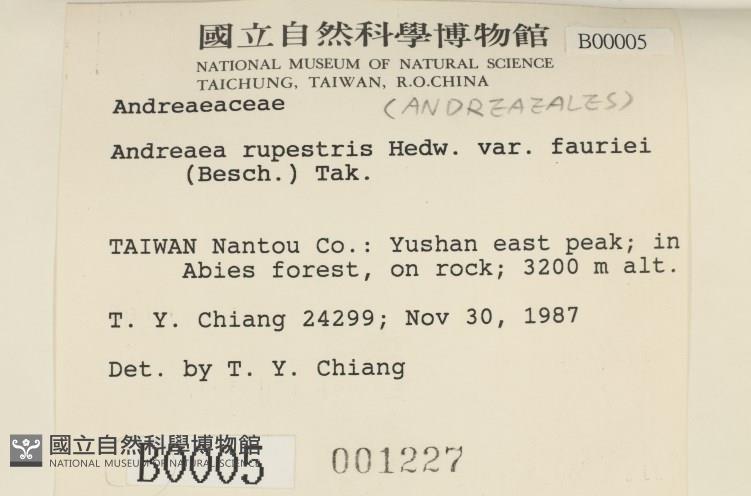 國立自然科學博物館
B00005
NATIONAL MUSEUM OF NATURAL SCIENCE
TAICHUNG, TAIWAN, R.O.CHINA
Andreaeaceae
(ANDREAEALES)
Andreaea rupestris Hedw. var. fauriei
(Besch.) Tak.
TAIWAN Nantou Co.: Yushan east peak; in
Abies forest, on rock; 3200 m alt.
T. Y. Chiang 24299; Nov 30, 1987
Det. by T. Y. Chiang
國立自然科學博物館
NATIONAL MUSEUM OF NATURAL SCIENCE
B0005
001227